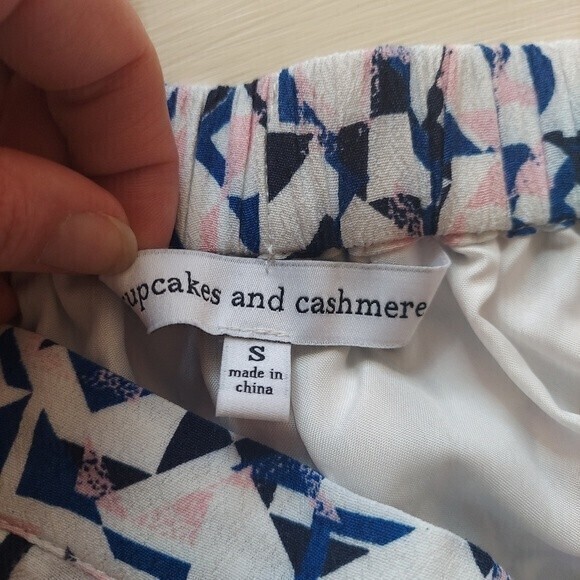 upcakes and cashmere
S
made in
china